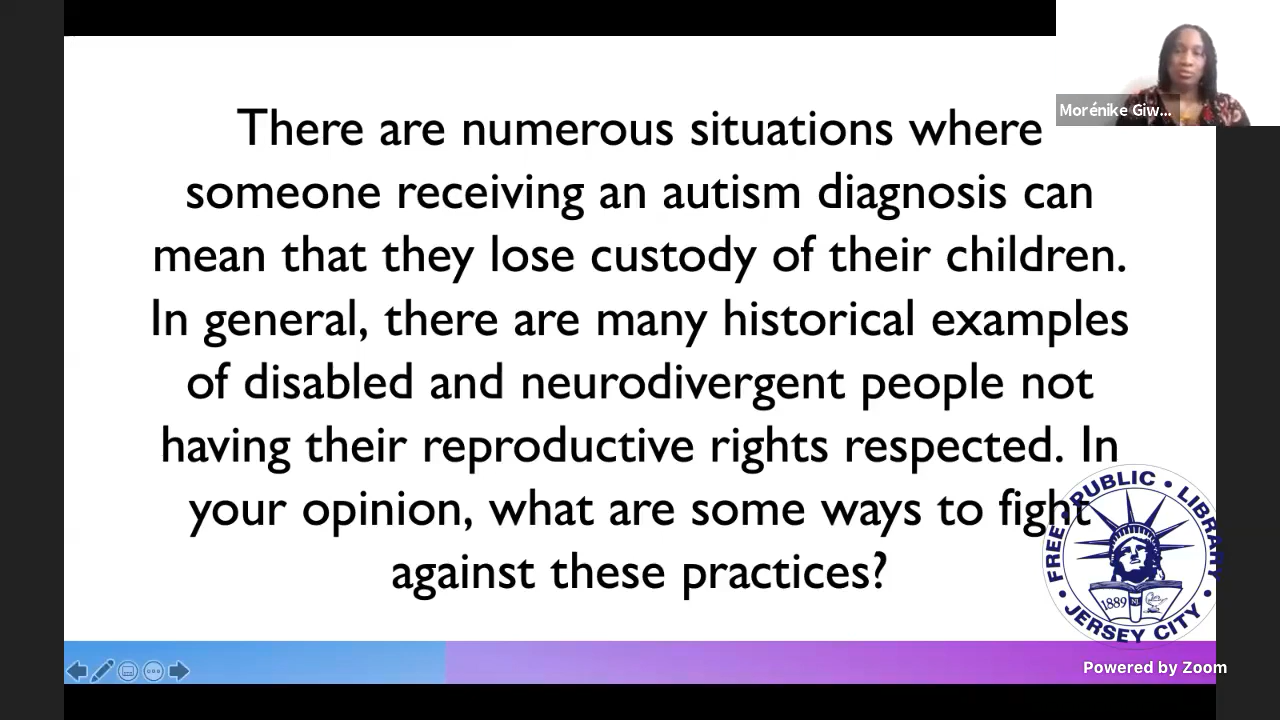 There are numerous situations where
someone receiving an autism diagnosis can
mean that they lose custody of their children.
In general, there are many historical examples
of disabled and neurodivergent people not
having their reproductive rights respected. In
your opinion, what are some ways to fight
against these practices?
Morénike Giw...
FREE • PUBLIC • LIBRARY
1889 NJ
• JERSEY CITY •
Powered by Zoom